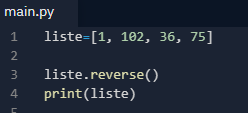 main.py
1 liste=[1, 102, 36, 75]
2
3 liste.reverse()
4 print(liste)